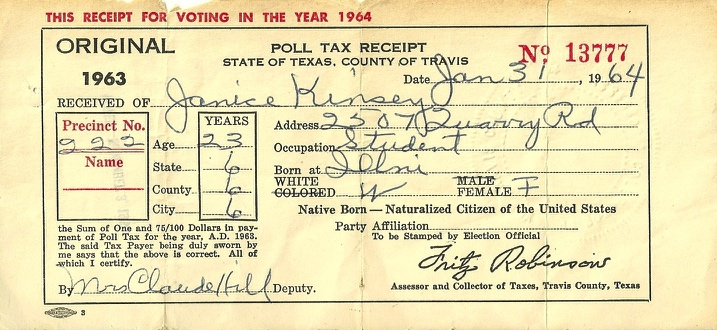 THIS RECEIPT FOR VOTING IN THE YEAR 1964
ORIGINAL
1963
POLL TAX RECEIPT
STATE OF TEXAS, COUNTY OF TRAVIS
No 13777
Date Jan 31, 1964
RECEIVED OF Janice Kinsey
Precinct No.
222
Name
YEARS
Age 23
State 6
County 6
City 6
Address 2507 Quarry Rd
Occupation Student
Born at Illni
WHITE
COLORED W
MALE
FEMALE F
Native Born — Naturalized Citizen of the United States
Party Affiliation
To be Stamped by Election Official
the Sum of One and 75/100 Dollars in pay-
ment of Poll Tax for the year, A.D. 1963.
The said Tax Payer being duly sworn by
me says that the above is correct. All of
which I certify.
By Mrs Claude Hill Deputy.
Fritz Robinson
Assessor and Collector of Taxes, Travis County, Texas
3